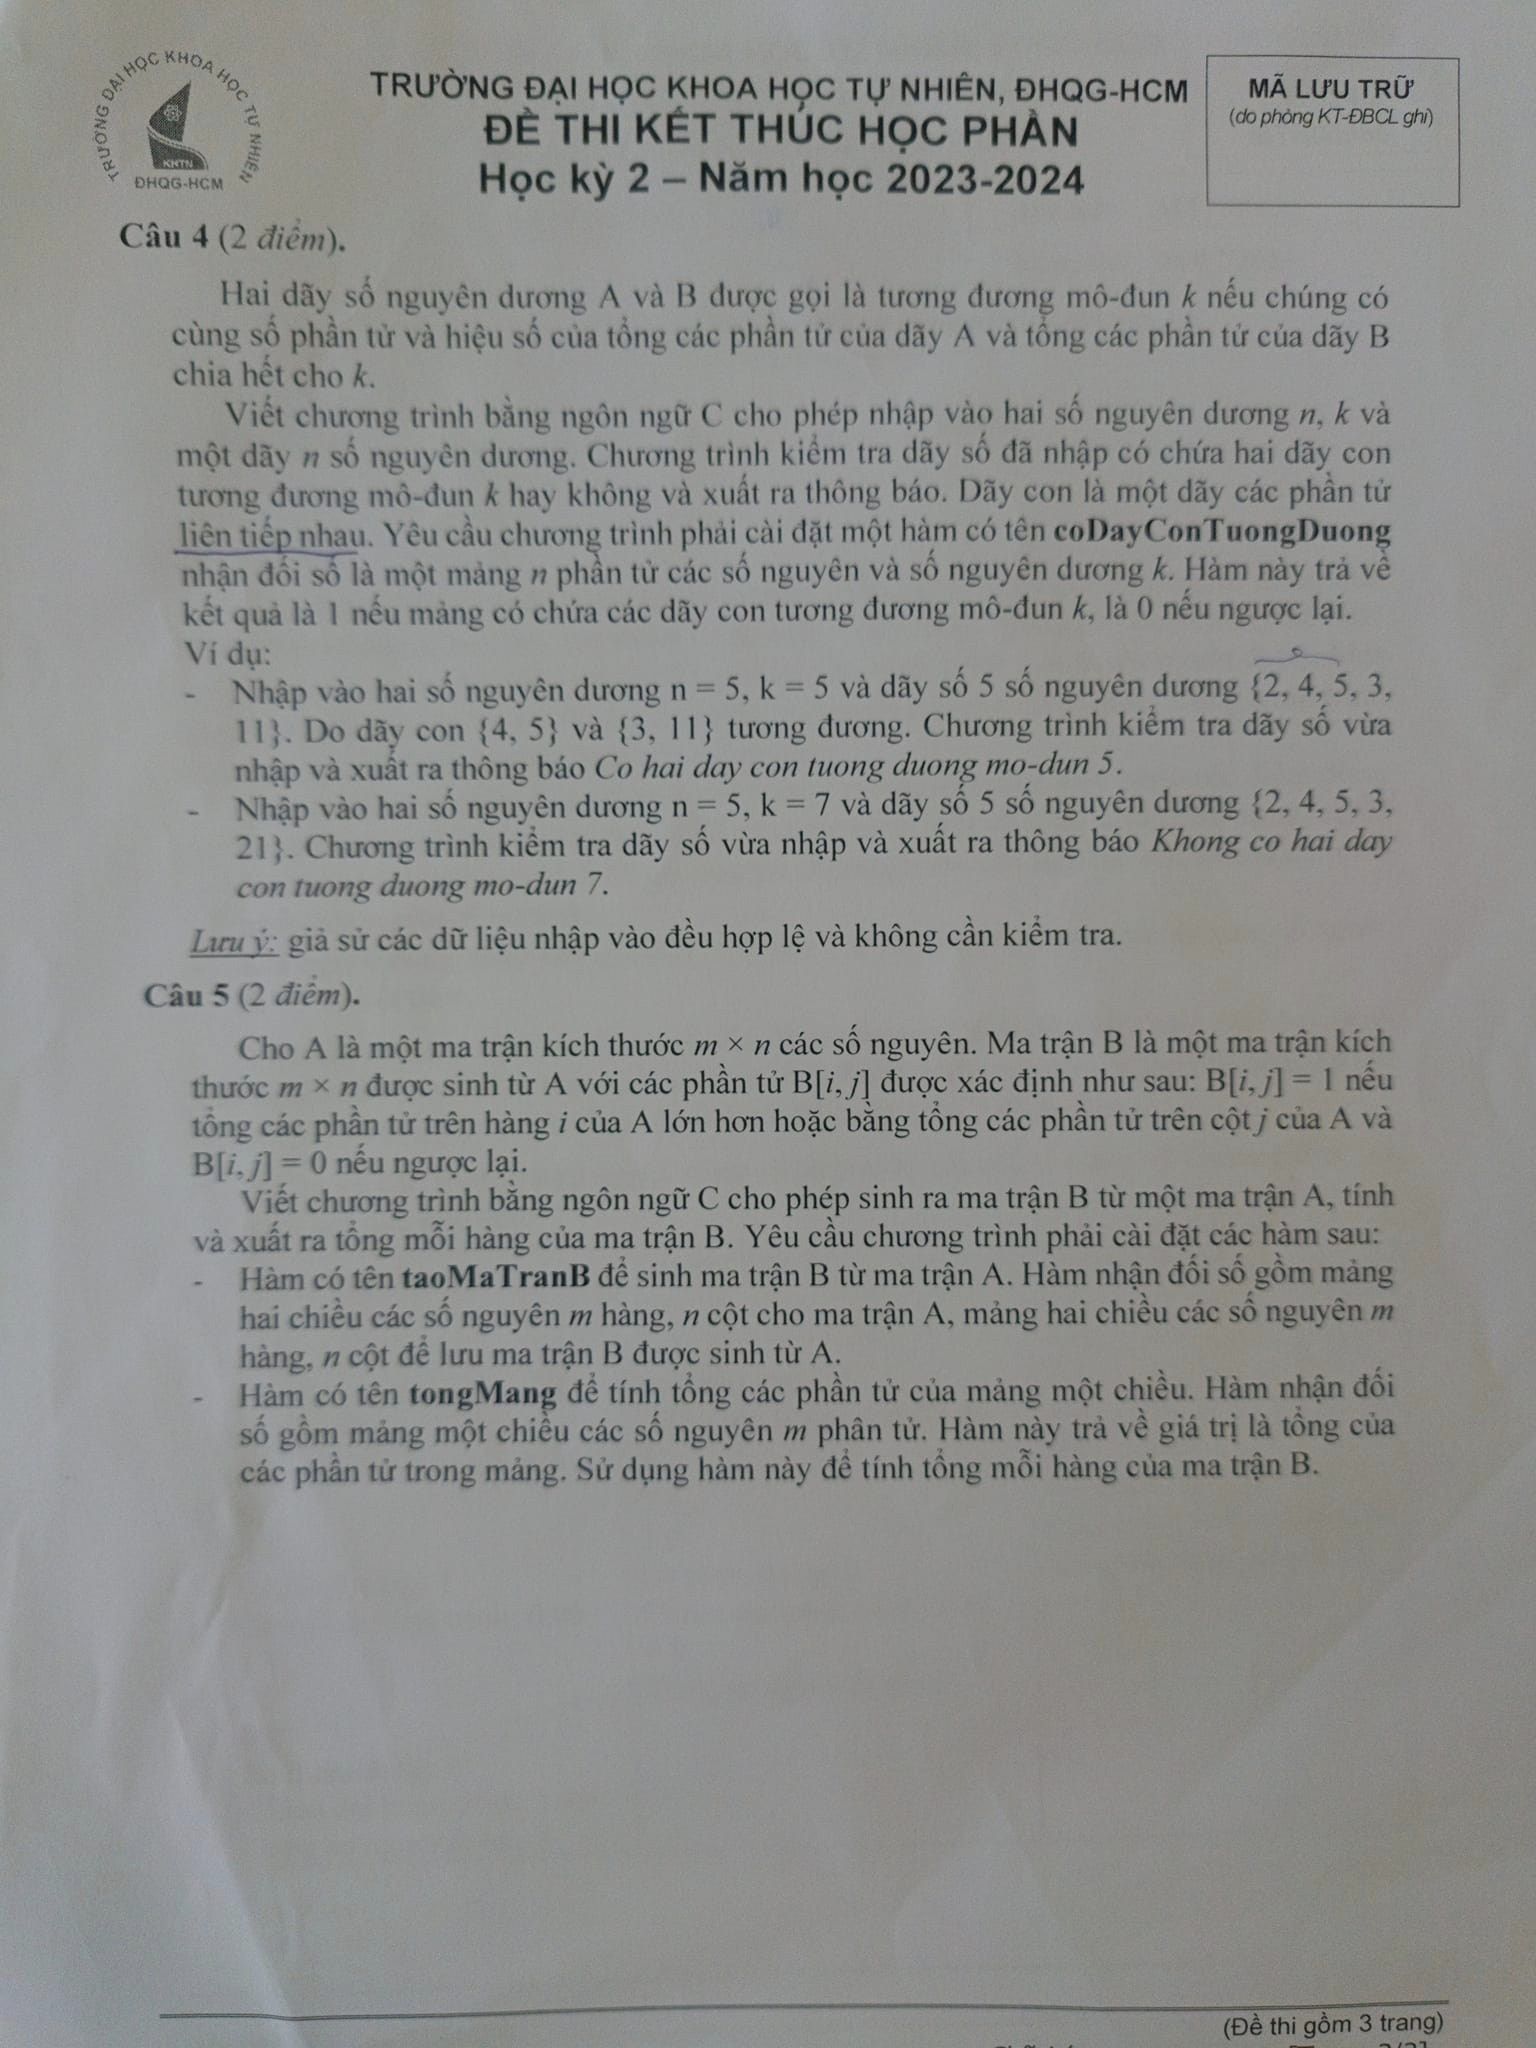 TRƯỜNG ĐẠI HỌC KHOA HỌC TỰ NHIÊN
KHTN
ĐHQG-HCM
TRƯỜNG ĐẠI HỌC KHOA HỌC TỰ NHIÊN, ĐHQG-HCM
ĐỀ THI KẾT THÚC HỌC PHẦN
Học kỳ 2 – Năm học 2023-2024
MÃ LƯU TRỮ
(do phòng KT-ĐBCL ghi)
Câu 4 (2 điểm).
Hai dãy số nguyên dương A và B được gọi là tương đương mô-đun k nếu chúng có
cùng số phần tử và hiệu số của tổng các phần tử của dãy A và tổng các phần tử của dãy B
chia hết cho k.
Viết chương trình bằng ngôn ngữ C cho phép nhập vào hai số nguyên dương n, k và
một dãy n số nguyên dương. Chương trình kiểm tra dãy số đã nhập có chứa hai dãy con
tương đương mô-đun k hay không và xuất ra thông báo. Dãy con là một dãy các phần tử
liên tiếp nhau. Yêu cầu chương trình phải cài đặt một hàm có tên coDayConTuongDuong
nhận đối số là một mảng n phần tử các số nguyên và số nguyên dương k. Hàm này trả về
kết quả là 1 nếu mảng có chứa các dãy con tương đương mô-đun k, là 0 nếu ngược lại.
Ví dụ:
- Nhập vào hai số nguyên dương n = 5, k = 5 và dãy số 5 số nguyên dương {2, 4, 5, 3,
11}. Do dãy con {4, 5} và {3, 11} tương đương. Chương trình kiểm tra dãy số vừa
nhập và xuất ra thông báo Co hai day con tuong duong mo-dun 5.
- Nhập vào hai số nguyên dương n = 5, k = 7 và dãy số 5 số nguyên dương {2, 4, 5, 3,
21}. Chương trình kiểm tra dãy số vừa nhập và xuất ra thông báo Khong co hai day
con tuong duong mo-dun 7.
Lưu ý: giả sử các dữ liệu nhập vào đều hợp lệ và không cần kiểm tra.
Câu 5 (2 điểm).
Cho A là một ma trận kích thước m × n các số nguyên. Ma trận B là một ma trận kích
thước m × n được sinh từ A với các phần tử B[i, j] được xác định như sau: B[i, j] = 1 nếu
tổng các phần tử trên hàng i của A lớn hơn hoặc bằng tổng các phần tử trên cột j của A và
B[i, j] = 0 nếu ngược lại.
Viết chương trình bằng ngôn ngữ C cho phép sinh ra ma trận B từ một ma trận A, tính
và xuất ra tổng mỗi hàng của ma trận B. Yêu cầu chương trình phải cài đặt các hàm sau:
- Hàm có tên taoMaTranB để sinh ma trận B từ ma trận A. Hàm nhận đối số gồm mảng
hai chiều các số nguyên m hàng, n cột cho ma trận A, mảng hai chiều các số nguyên m
hàng, n cột để lưu ma trận B được sinh từ A.
- Hàm có tên tongMang để tính tổng các phần tử của mảng một chiều. Hàm nhận đối
số gồm mảng một chiều các số nguyên m phân tử. Hàm này trả về giá trị là tổng của
các phần tử trong mảng. Sử dụng hàm này để tính tổng mỗi hàng của ma trận B.
(Đề thi gồm 3 trang)